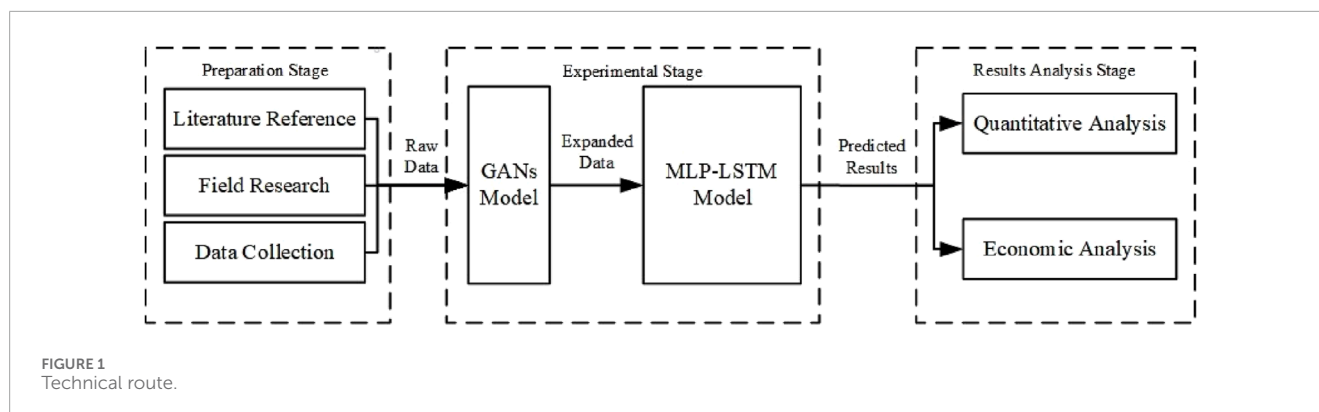 Preparation Stage
Literature Reference
Field Research
Data Collection
Raw
Data
Experimental Stage
GANs
Model
Expanded
Data
MLP-LSTM
Model
Predicted
Results
Results Analysis Stage
Quantitative Analysis
Economic Analysis
FIGURE 1
Technical route.